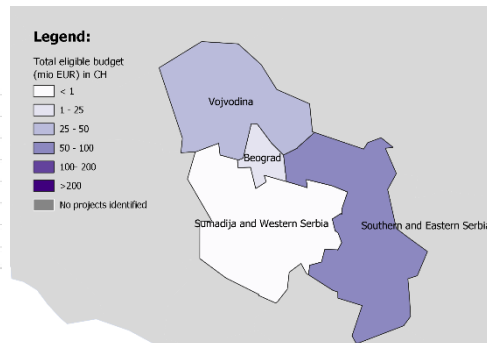 Legend:
Total eligible budget
(mio EUR) in CH
< 1
1 - 25
25 - 50
50 - 100
100- 200
>200
No projects identified
Vojvodina
Beograd
Sumadija and Western Serbia
Southern and Eastern Serbia